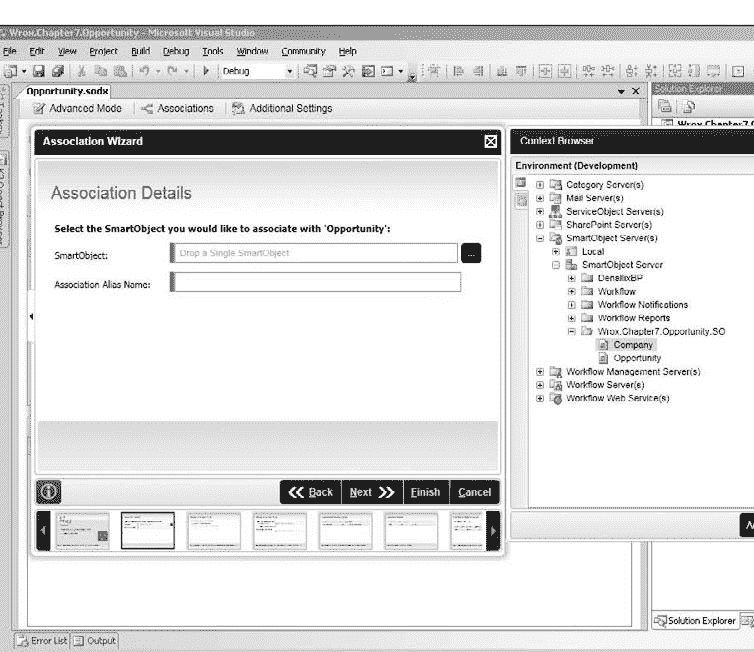 Wrox.Chapter7.Opportunity - Microsoft Visual Studio
File Edit View Project Build Debug Tools Window Community Help
Debug
Opportunity.sodx
Solution Explorer
Advanced Mode Associations Additional Settings
Association Wizard
Association Details
Select the SmartObject you would like to associate with 'Opportunity':
SmartObject:
Drop a Single SmartObject
...
Association Alias Name:
Back Next Finish Cancel
Context Browser
Environment (Development)
Category Server(s)
Mail Server(s)
ServiceObject Server(s)
SharePoint Server(s)
SmartObject Server(s)
Local
SmartObject Server
DenallixBP
Workflow
Workflow Notifications
Workflow Reports
Wrox.Chapter7.Opportunity.SO
Company
Opportunity
Workflow Management Server(s)
Workflow Server(s)
Workflow Web Service(s)
Solution Explorer
Error List Output